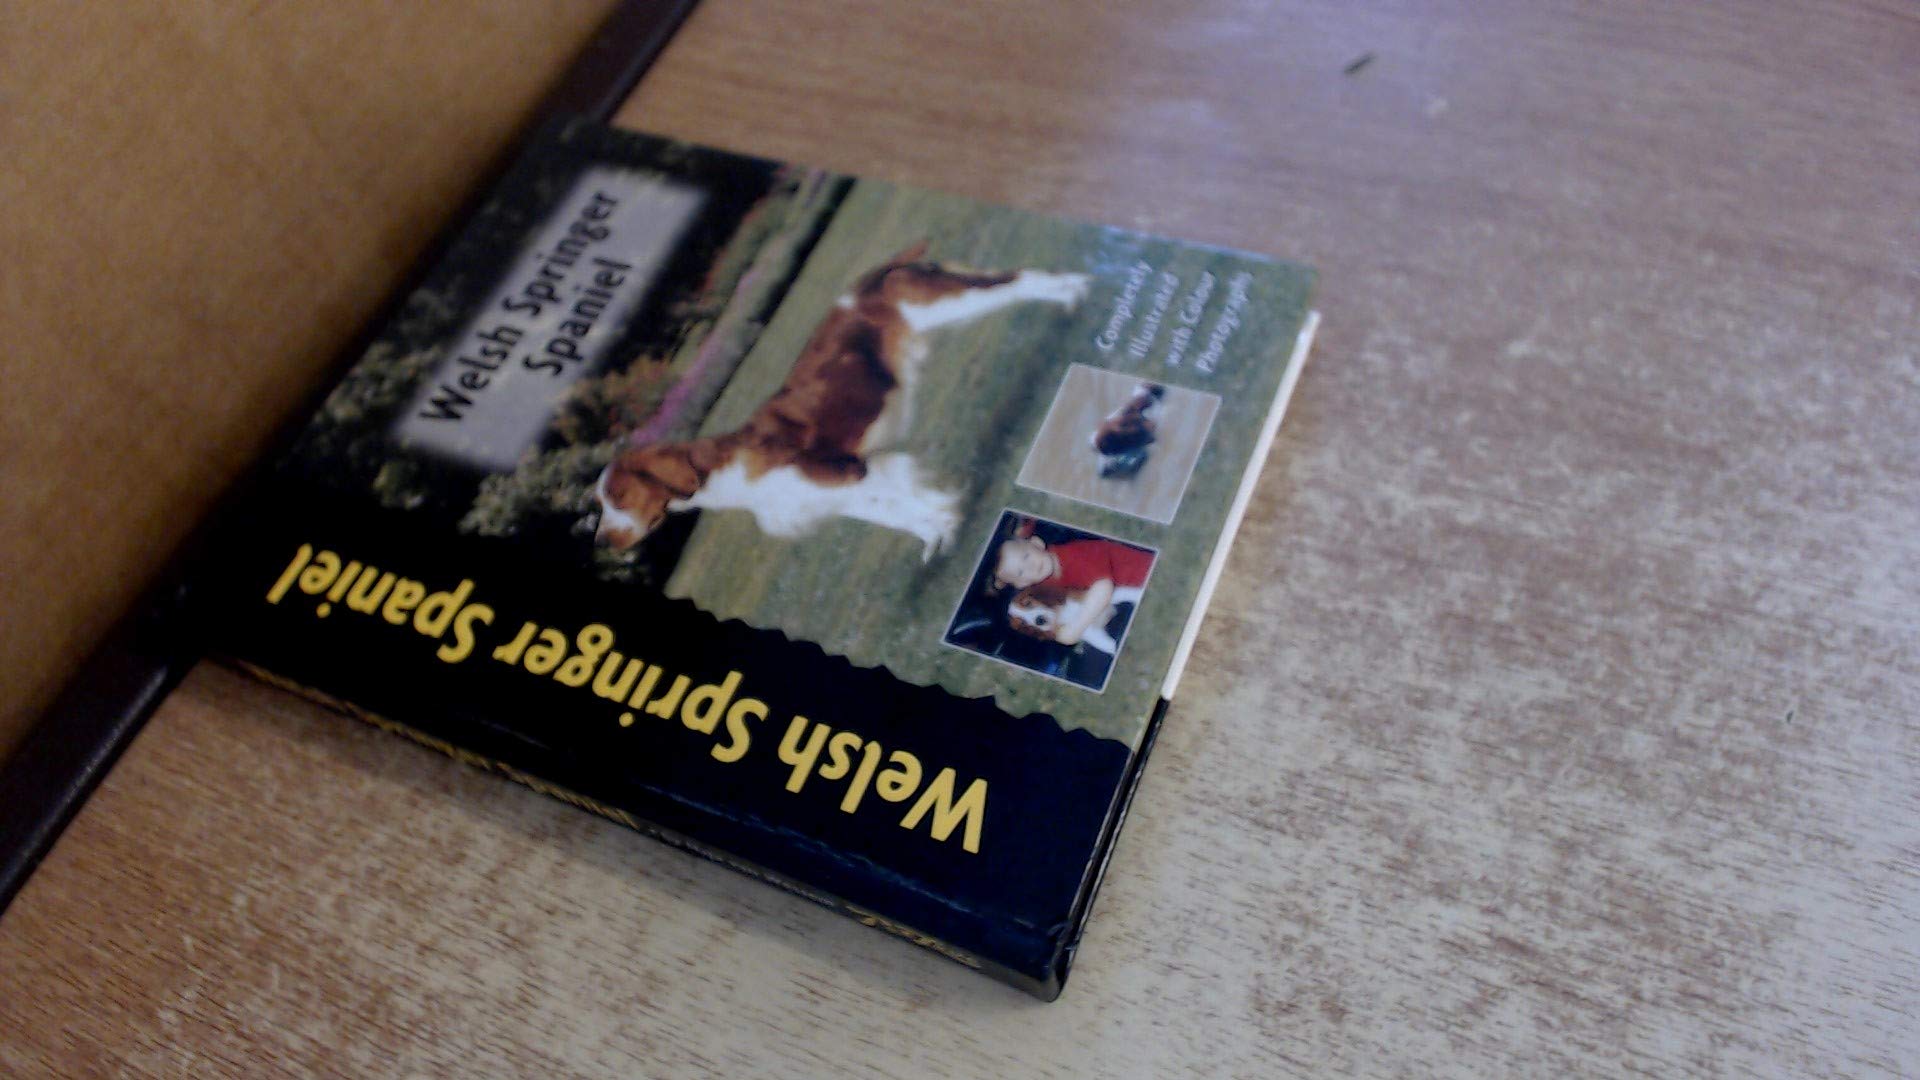 Welsh Springer
Spaniel
Welsh Springer Spaniel
Completely
Illustrated
with Colour
Photographs